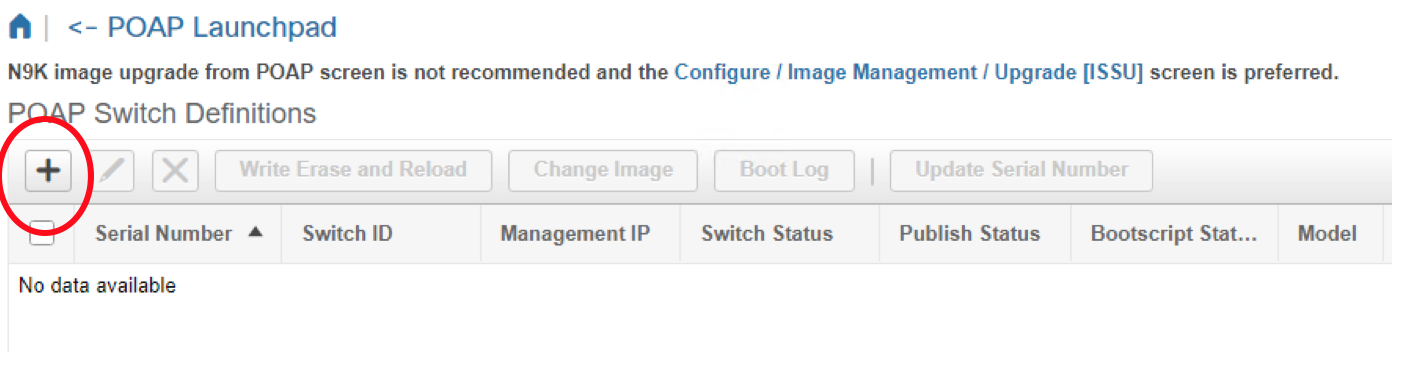 <- POAP Launchpad
N9K image upgrade from POAP screen is not recommended and the Configure / Image Management / Upgrade [ISSU] screen is preferred.
POAP Switch Definitions
Write Erase and Reload Change Image Boot Log | Update Serial Number
Serial Number ▲ Switch ID Management IP Switch Status Publish Status Bootscript Stat... Model
No data available